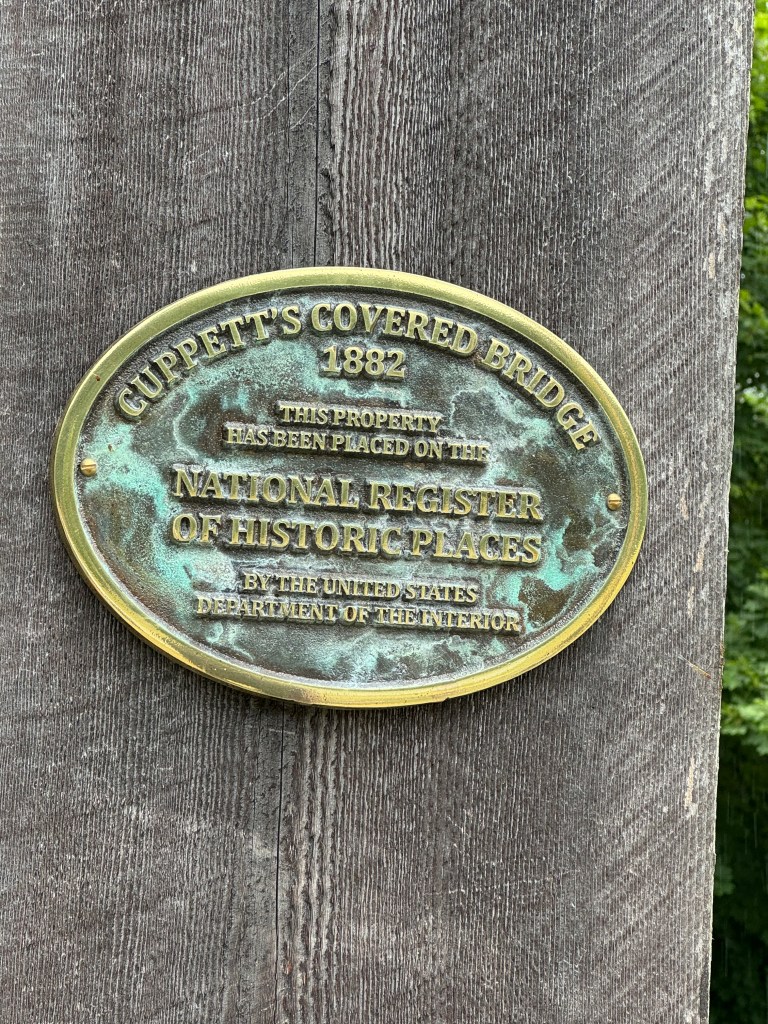 CUPPETT'S COVERED BRIDGE
1882
THIS PROPERTY
HAS BEEN PLACED ON THE
NATIONAL REGISTER
OF HISTORIC PLACES
BY THE UNITED STATES
DEPARTMENT OF THE INTERIOR